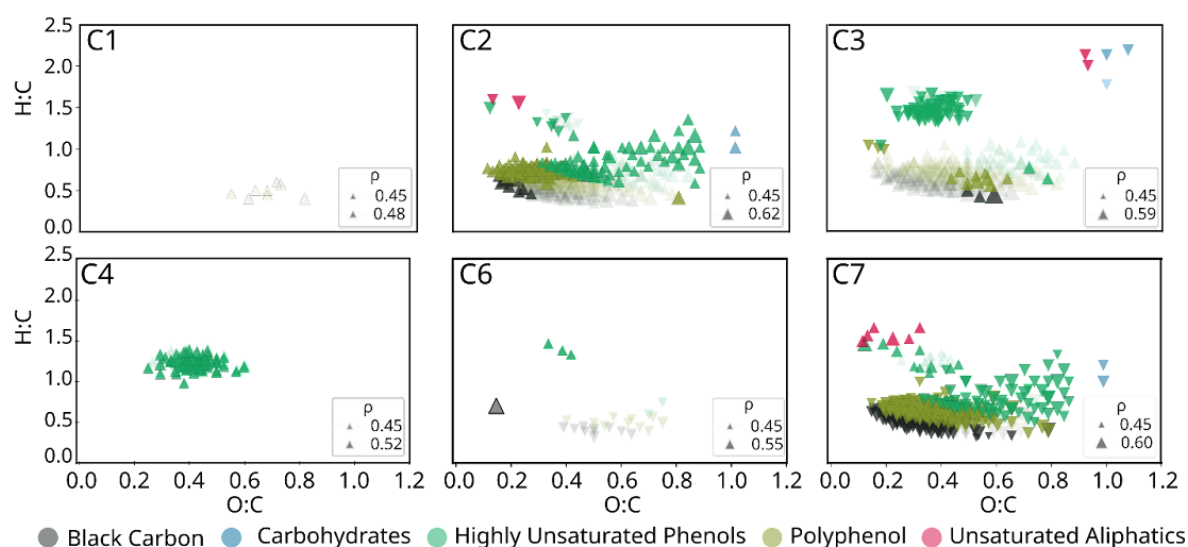 C1
C2
C3
H:C
2.5
2.0
1.5
1.0
0.5
0.0
ρ
0.45
0.48
ρ
0.45
0.62
ρ
0.45
0.59
C4
C6
C7
H:C
2.5
2.0
1.5
1.0
0.5
0.0
ρ
0.45
0.52
ρ
0.45
0.55
ρ
0.45
0.60
0.0 0.2 0.4 0.6 0.8 1.0 1.2
0.0 0.2 0.4 0.6 0.8 1.0 1.2
0.0 0.2 0.4 0.6 0.8 1.0 1.2
O:C
O:C
O:C
Black Carbon Carbohydrates Highly Unsaturated Phenols Polyphenol Unsaturated Aliphatics